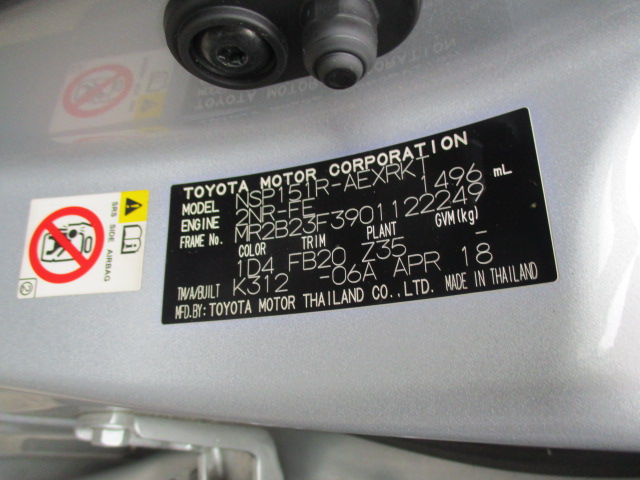 TOYOTA MOTOR CORPORATION
MODEL NSP151R-AEXRKT
ENGINE 2NR-FE 1496 mL
FRAME No. MR2B23F3901122249
COLOR TRIM PLANT GVM(kg)
1D4 FB20 Z35 -
TM/A/BUILT K312 -06A APR 18
MFD.BY:TOYOTA MOTOR THAILAND CO.,LTD. MADE IN THAILAND
SRS SIDE AIRBAG